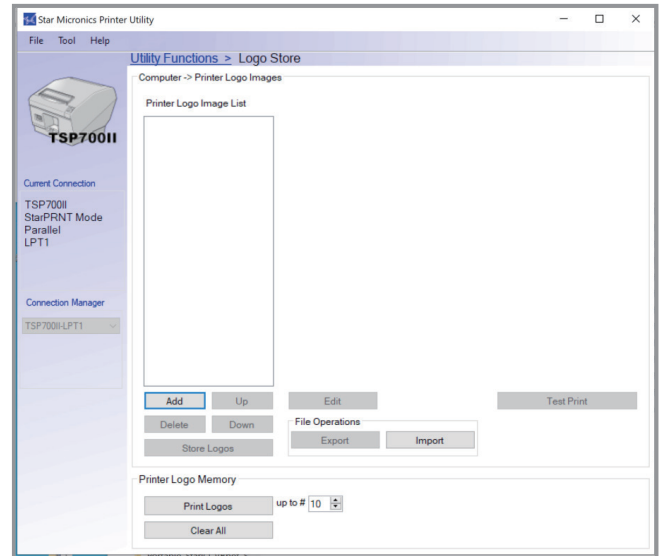 Star Micronics Printer Utility
File Tool Help
Utility Functions > Logo Store
TSP700II
Current Connection
TSP700II
StarPRNT Mode
Parallel
LPT1
Connection Manager
TSP700II-LPT1
Computer -> Printer Logo Images
Printer Logo Image List
Add Up Edit Test Print
Delete Down File Operations
Export Import
Store Logos
Printer Logo Memory
Print Logos up to # 10
Clear All